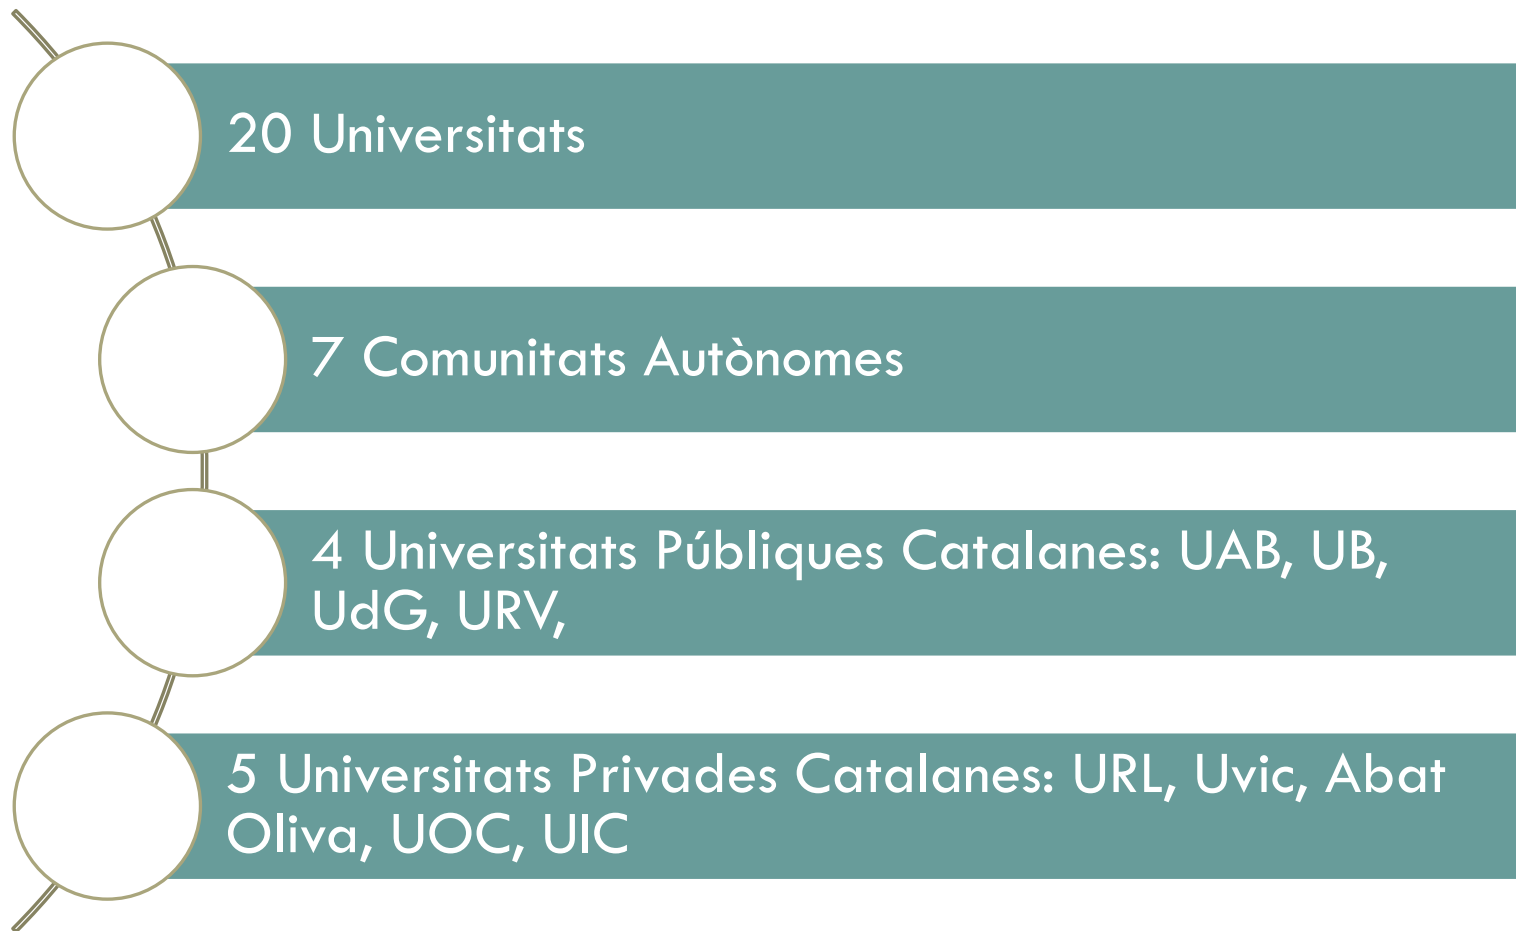 20 Universitats
7 Comunitats Autònomes
4 Universitats Públiques Catalanes: UAB, UB,
UdG, URV,
5 Universitats Privades Catalanes: URL, Uvic, Abat
Oliva, UOC, UIC